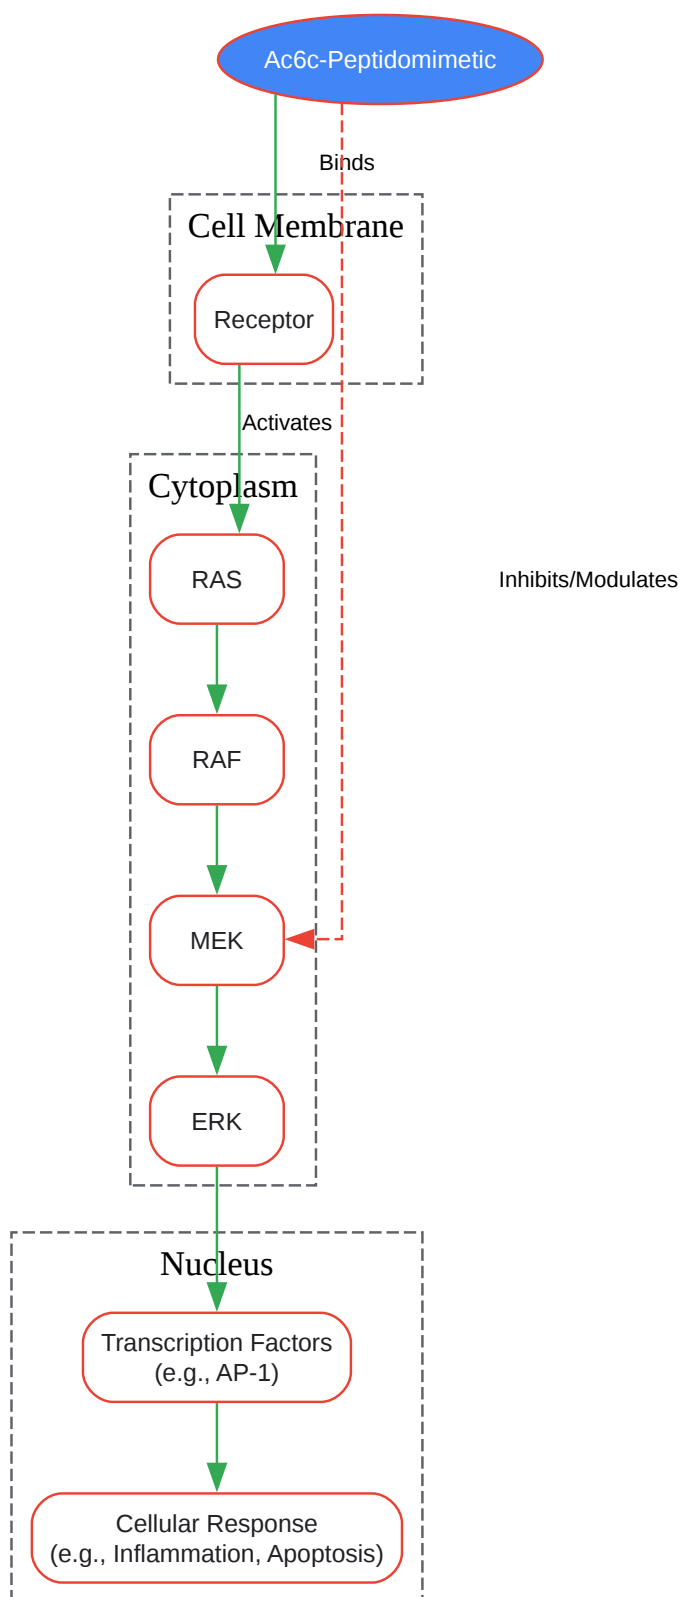 Ac6c-Peptidomimetic
Binds
Cell Membrane
Receptor
Activates
Cytoplasm
RAS
Inhibits/Modulates
RAF
MEK
ERK
Nucleus
Transcription Factors
(e.g., AP-1)
Cellular Response
(e.g., Inflammation, Apoptosis)